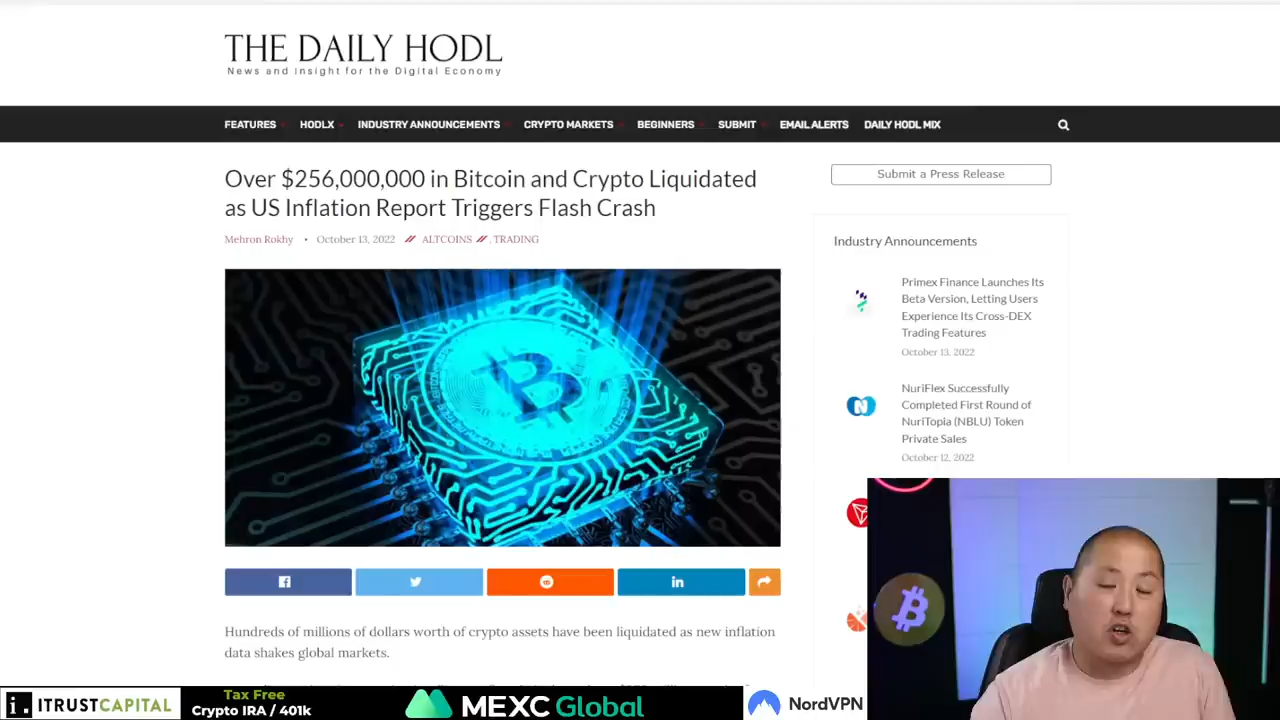 THE DAILY HODL
News and Insight for the Digital Economy
FEATURES HODLX INDUSTRY ANNOUNCEMENTS CRYPTO MARKETS BEGINNERS SUBMIT EMAIL ALERTS DAILY HODL MIX
Over $256,000,000 in Bitcoin and Crypto Liquidated
as US Inflation Report Triggers Flash Crash
Mehron Rokhy • October 13, 2022 // ALTCOINS // , TRADING
Hundreds of millions of dollars worth of crypto assets have been liquidated as new inflation
data shakes global markets.
Submit a Press Release
Industry Announcements
Primex Finance Launches Its
Beta Version, Letting Users
Experience Its Cross-DEX
Trading Features
October 13, 2022
NuriFlex Successfully
Completed First Round of
NuriTopia (NBLU) Token
Private Sales
October 12, 2022
i. ITRUSTCAPITAL
Tax Free
Crypto IRA / 401k
MEXC Global
NordVPN